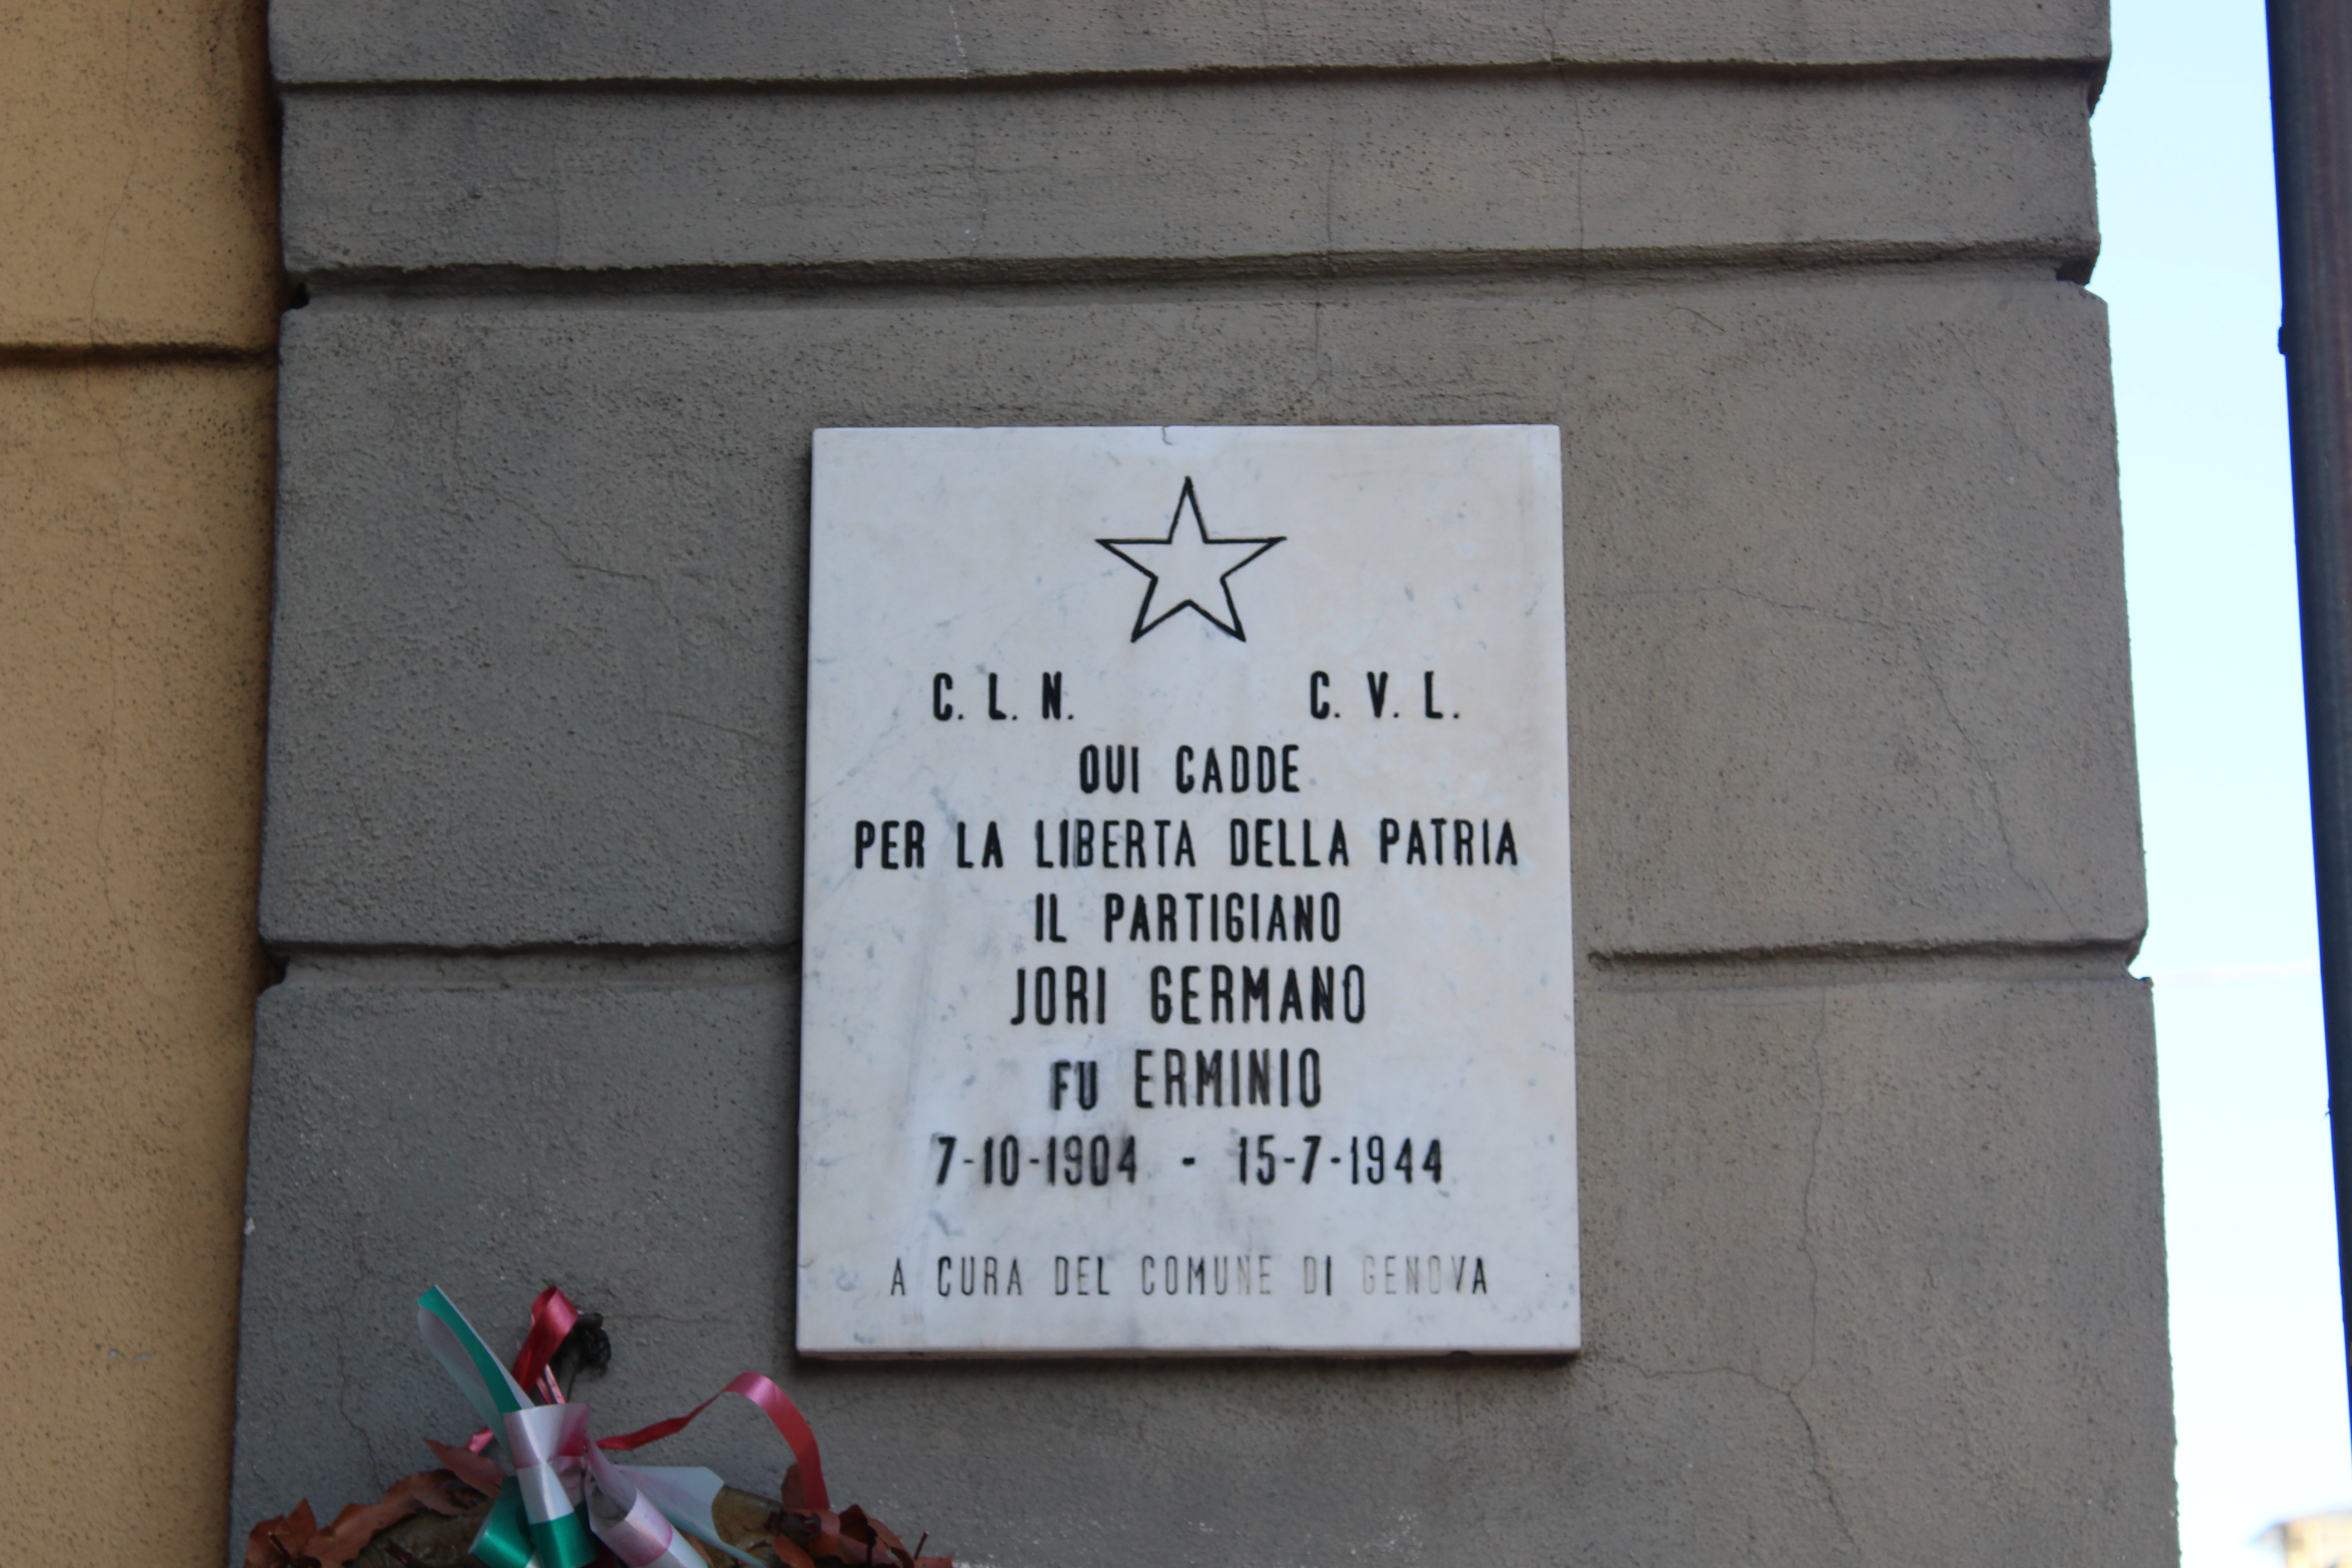 C. L. N. C. V. L.
QUI CADDE
PER LA LIBERTA DELLA PATRIA
IL PARTIGIANO
JORI GERMANO
FU ERMINIO
7-10-1904 - 15-7-1944
A CURA DEL COMUNE DI GENOVA